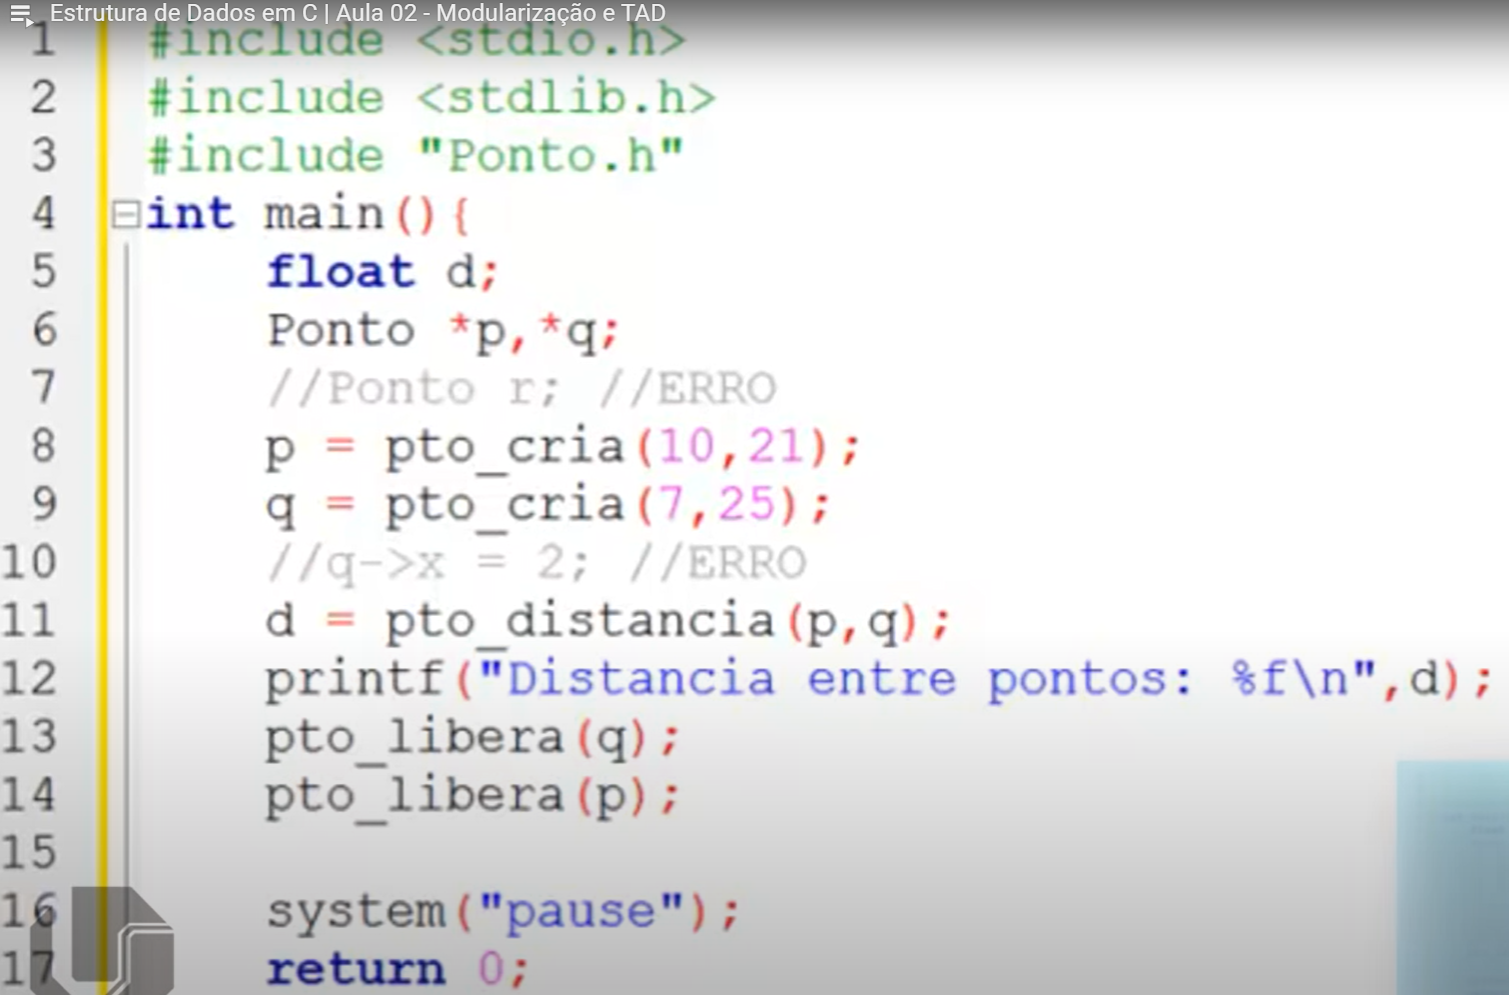 Estrutura de Dados em C | Aula 02 - Modularização e TAD
1 #include <stdio.h>
2 #include <stdlib.h>
3 #include "Ponto.h"
4 int main(){
5 float d;
6 Ponto *p,*q;
7 //Ponto r; //ERRO
8 p = pto_cria(10,21);
9 q = pto_cria(7,25);
10 //q->x = 2; //ERRO
11 d = pto_distancia(p,q);
12 printf("Distancia entre pontos: %f\n",d);
13 pto_libera(q);
14 pto_libera(p);
15
16 system("pause");
17 return 0;